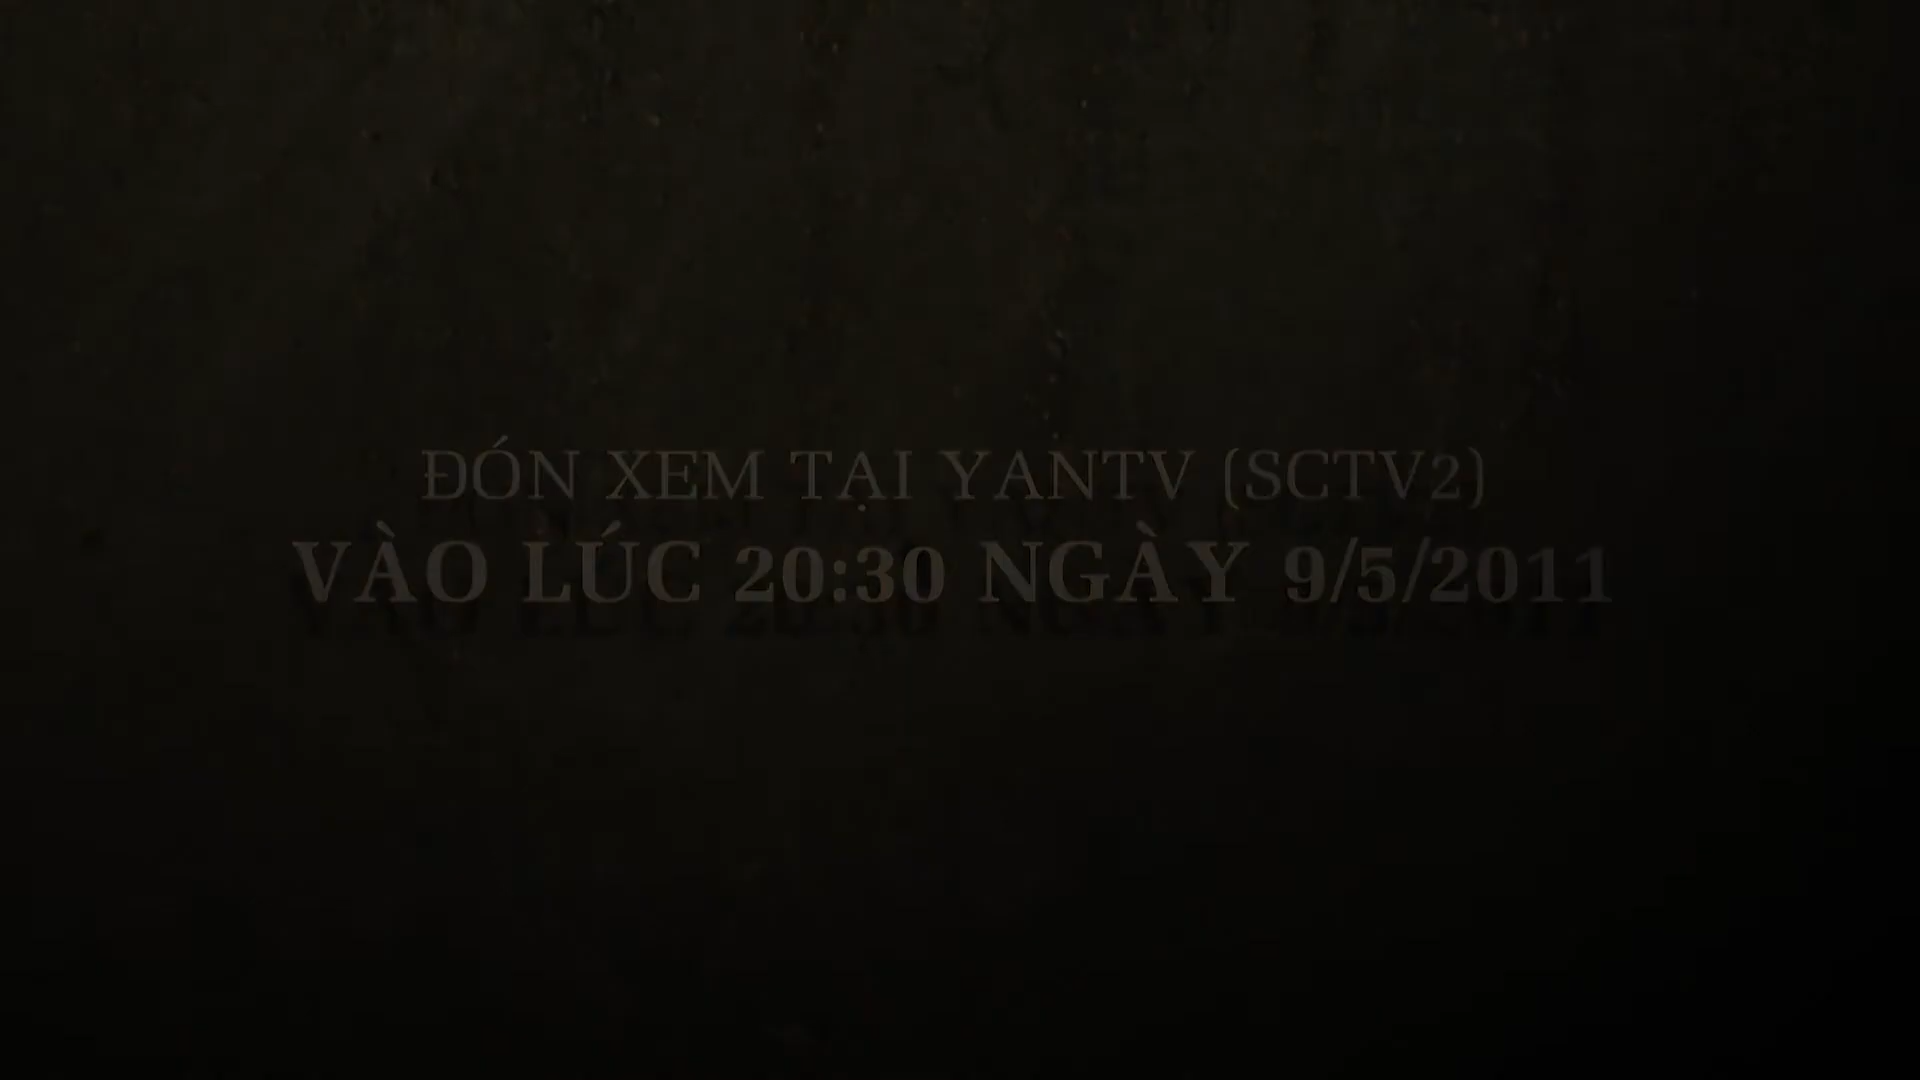 ĐÓN XEM TẠI YANTV (SCTV2)
VÀO LÚC 20:30 NGÀY 9/5/2011